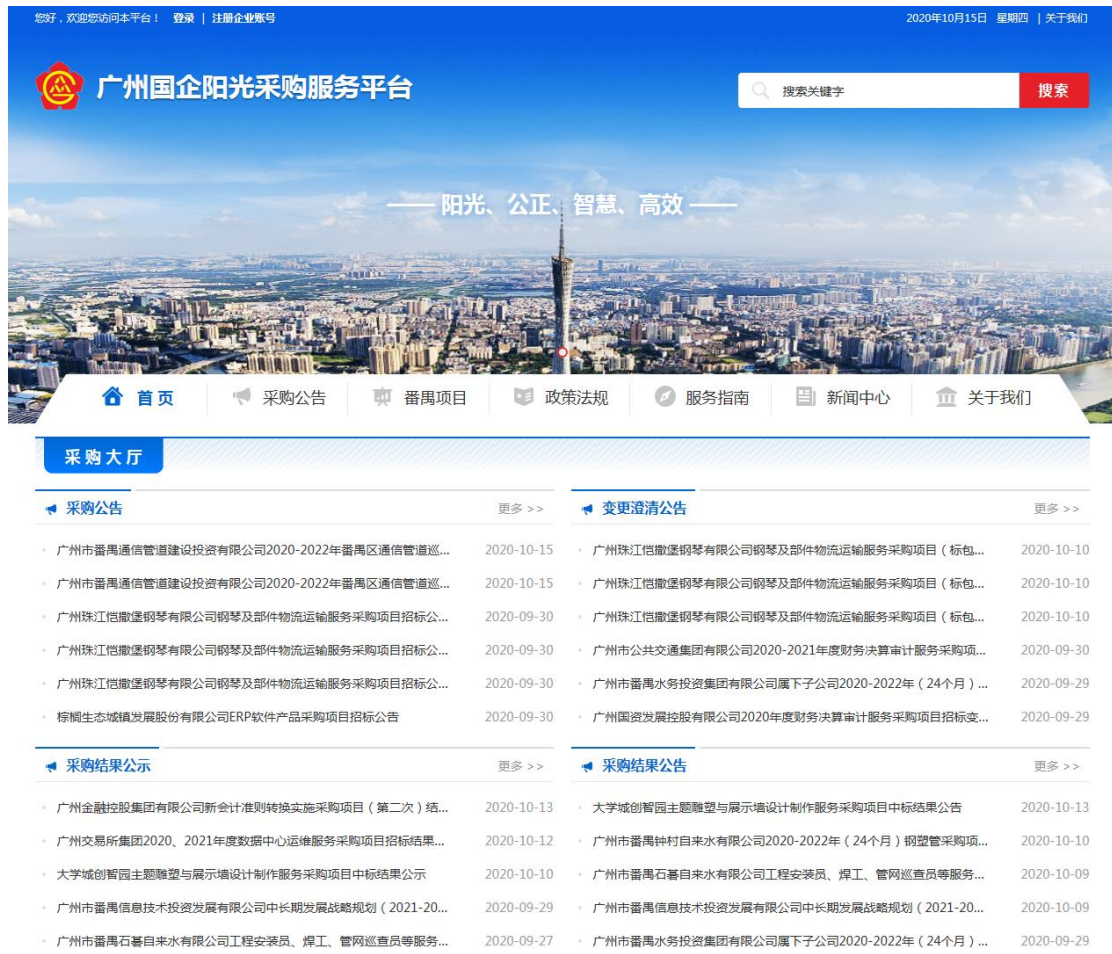 您好，欢迎您访问本平台！ 登录 | 注册企业账号 2020年10月15日 星期四 | 关于我们
广州国企阳光采购服务平台
搜索关键字 搜索
阳光、公正、智慧、高效
首页 采购公告 番禺项目 政策法规 服务指南 新闻中心 关于我们
采购大厅
采购公告 更多 >>
广州市番禺通信管道建设投资有限公司2020-2022年番禺区通信管道巡... 2020-10-15
广州市番禺通信管道建设投资有限公司2020-2022年番禺区通信管道巡... 2020-10-15
广州珠江恺撒堡钢琴有限公司钢琴及部件物流运输服务采购项目招标公... 2020-09-30
广州珠江恺撒堡钢琴有限公司钢琴及部件物流运输服务采购项目招标公... 2020-09-30
广州珠江恺撒堡钢琴有限公司钢琴及部件物流运输服务采购项目招标公... 2020-09-30
棕榈生态城镇发展股份有限公司ERP软件产品采购项目招标公告 2020-09-30
变更澄清公告 更多 >>
广州珠江恺撒堡钢琴有限公司钢琴及部件物流运输服务采购项目（标包... 2020-10-10
广州珠江恺撒堡钢琴有限公司钢琴及部件物流运输服务采购项目（标包... 2020-10-10
广州珠江恺撒堡钢琴有限公司钢琴及部件物流运输服务采购项目（标包... 2020-10-10
广州市公共交通集团有限公司2020-2021年度财务决算审计服务采购项... 2020-09-30
广州市番禺水务投资集团有限公司属下子公司2020-2022年（24个月）... 2020-09-29
广州国资发展控股有限公司2020年度财务决算审计服务采购项目招标变... 2020-09-29
采购结果公示 更多 >>
广州金融控股集团有限公司新会计准则转换实施采购项目（第二次）结... 2020-10-13
广州交易所集团2020、2021年度数据中心运维服务采购项目招标结果... 2020-10-12
大学城创智园主题雕塑与展示墙设计制作服务采购项目中标结果公示 2020-10-10
广州市番禺信息技术投资发展有限公司中长期发展战略规划（2021-20... 2020-09-29
广州市番禺石碁自来水有限公司工程安装员、焊工、管网巡查员等服务... 2020-09-27
采购结果公告 更多 >>
大学城创智园主题雕塑与展示墙设计制作服务采购项目中标结果公告 2020-10-13
广州市番禺钟村自来水有限公司2020-2022年（24个月）钢塑管采购项... 2020-10-10
广州市番禺石碁自来水有限公司工程安装员、焊工、管网巡查员等服务... 2020-10-09
广州市番禺信息技术投资发展有限公司中长期发展战略规划（2021-20... 2020-10-09
广州市番禺水务投资集团有限公司属下子公司2020-2022年（24个月）... 2020-09-29